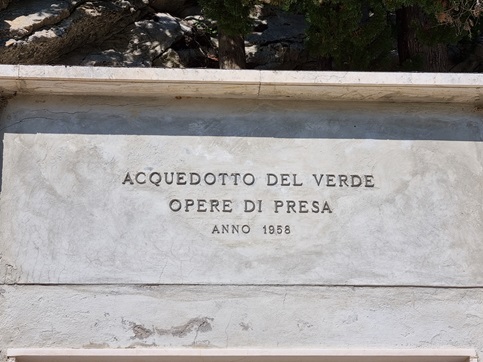 ACQUEDOTTO DEL VERDE
OPERE DI PRESA
ANNO 1958